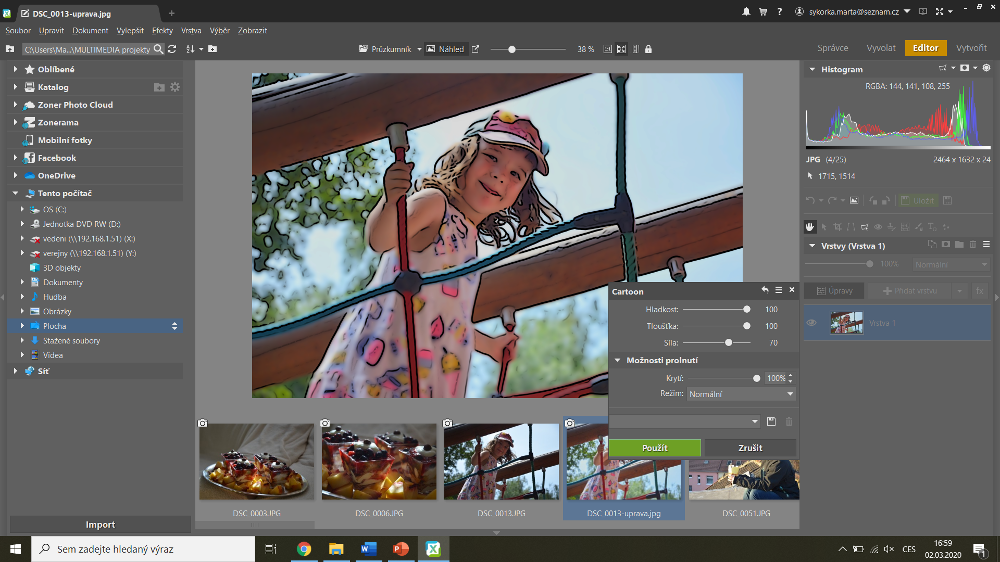 DSC_0013-uprava.jpg
sykorka.marta@seznam.cz
2
Soubor Upravit Dokument Vylepšit Efekty Vrstva Výběr Zobrazit
C:\Users\Ma...\MULTIMEDIA projekty
Průzkumník Náhled 38 % 1:1
Správce Vyvolat Editor Vytvořit
Oblíbené
Katalog
Zoner Photo Cloud
Zonerama
Mobilní fotky
Facebook
OneDrive
Tento počítač
OS (C:)
Jednotka DVD RW (D:)
vedeni (\\192.168.1.51) (X:)
verejny (\\192.168.1.51) (Y:)
3D objekty
Dokumenty
Hudba
Obrázky
Plocha
Stažené soubory
Videa
Síť
Import
Histogram
RGBA: 144, 141, 108, 255
JPG (4/25) 2464 x 1632 x 24
1715, 1514
Uložit
Vrstvy (Vrstva 1)
100% Normální
Úpravy Přidat vrstvu fx
Vrstva 1
Cartoon
Hladkost: 100
Tloušťka: 100
Síla: 70
Možnosti prolnutí
Krytí: 100%
Režim: Normální
Použít Zrušit
DSC_0003.JPG
DSC_0006.JPG
DSC_0013.JPG
DSC_0013-uprava.jpg
DSC_0051.JPG
Sem zadejte hledaný výraz
CES
16:59
02.03.2020
1